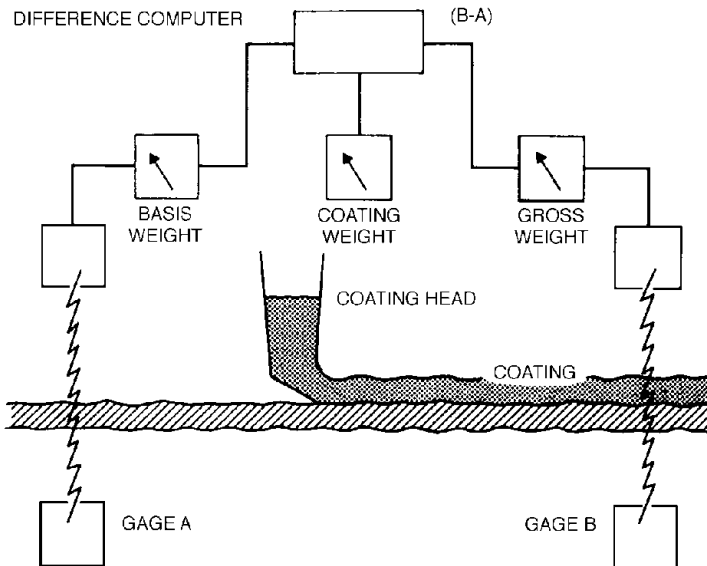 DIFFERENCE COMPUTER
(B-A)
BASIS
WEIGHT
COATING
WEIGHT
GROSS
WEIGHT
COATING HEAD
COATING
GAGE A
GAGE B